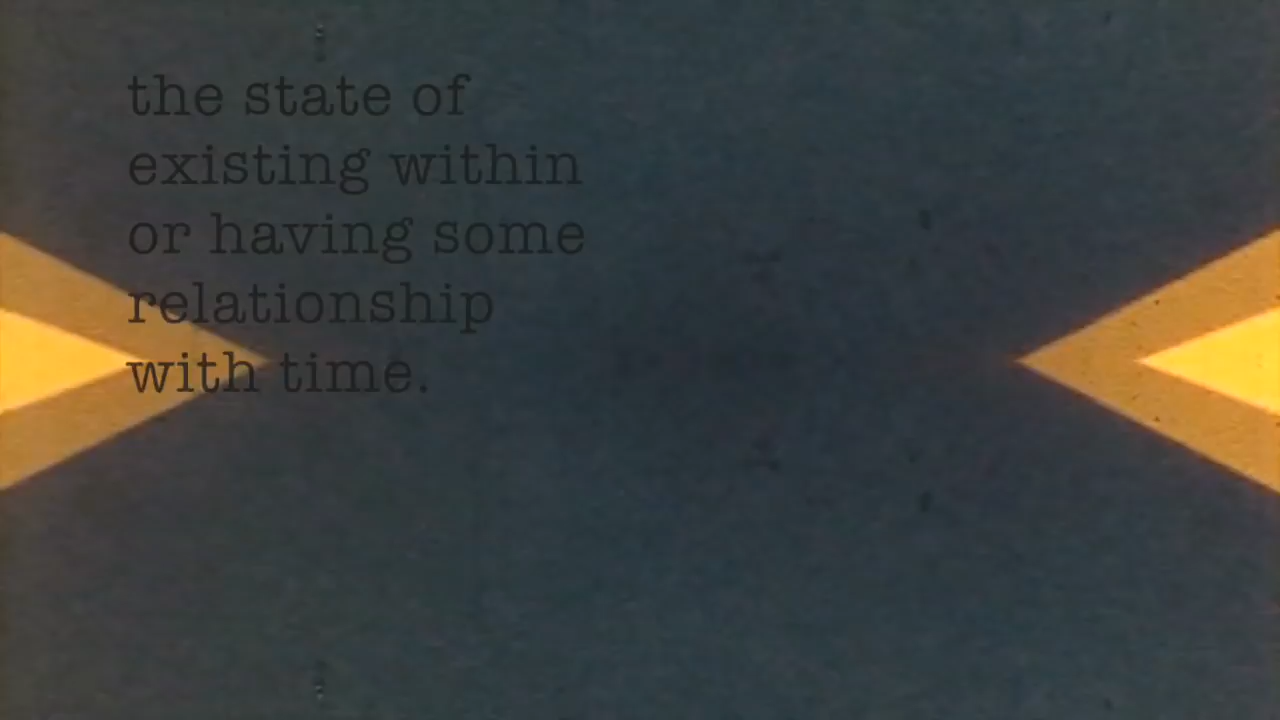 the state of
existing within
or having some
relationship
with time.